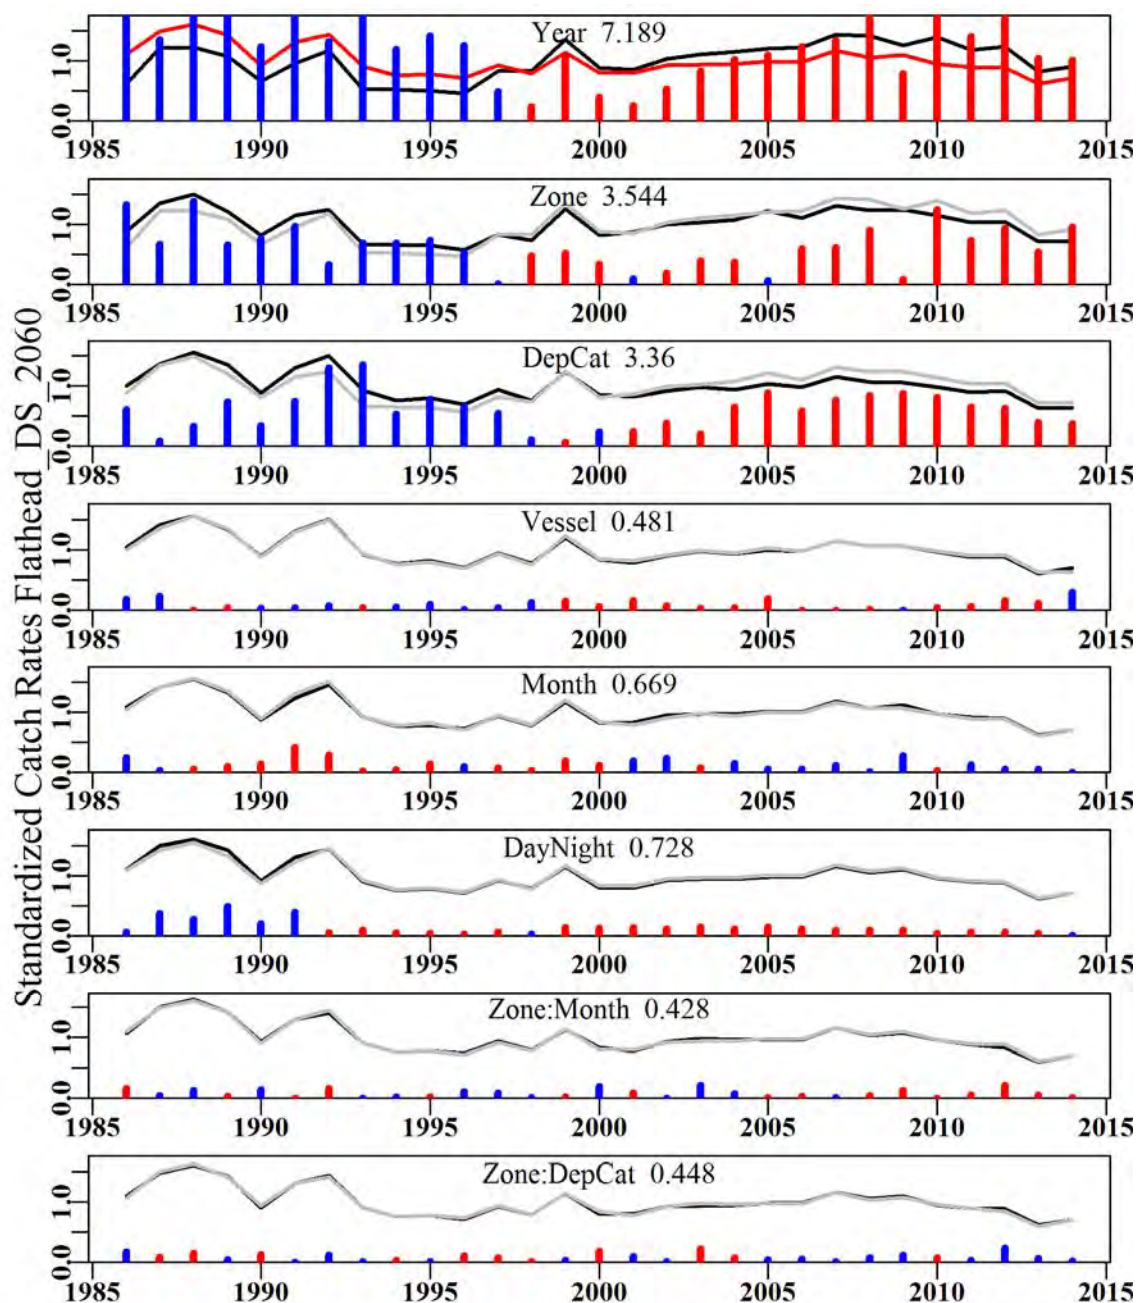 Standardized Catch Rates Flathead_DS_2060
Year 7.189
0.0 1.0
1985 1990 1995 2000 2005 2010 2015
Zone 3.544
0.0 1.0
1985 1990 1995 2000 2005 2010 2015
DepCat 3.36
0.0 1.0
1985 1990 1995 2000 2005 2010 2015
Vessel 0.481
0.0 1.0
1985 1990 1995 2000 2005 2010 2015
Month 0.669
0.0 1.0
1985 1990 1995 2000 2005 2010 2015
DayNight 0.728
0.0 1.0
1985 1990 1995 2000 2005 2010 2015
Zone:Month 0.428
0.0 1.0
1985 1990 1995 2000 2005 2010 2015
Zone:DepCat 0.448
0.0 1.0
1985 1990 1995 2000 2005 2010 2015